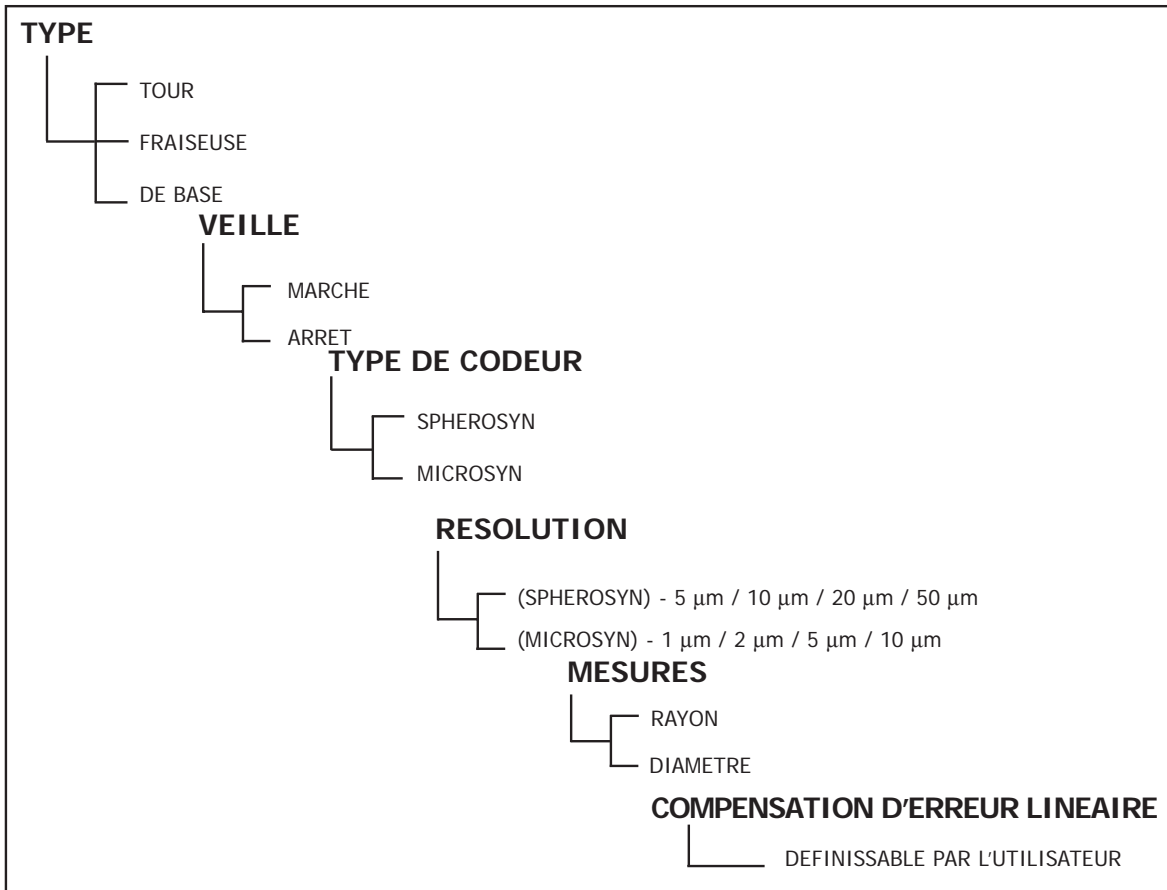 TYPE
TOUR
FRAISEUSE
DE BASE
VEILLE
MARCHE
ARRET
TYPE DE CODEUR
SPHEROSYN
MICROSYN
RESOLUTION
(SPHEROSYN) - 5 µm / 10 µm / 20 µm / 50 µm
(MICROSYN) - 1 µm / 2 µm / 5 µm / 10 µm
MESURES
RAYON
DIAMETRE
COMPENSATION D'ERREUR LINEAIRE
DEFINISSABLE PAR L'UTILISATEUR